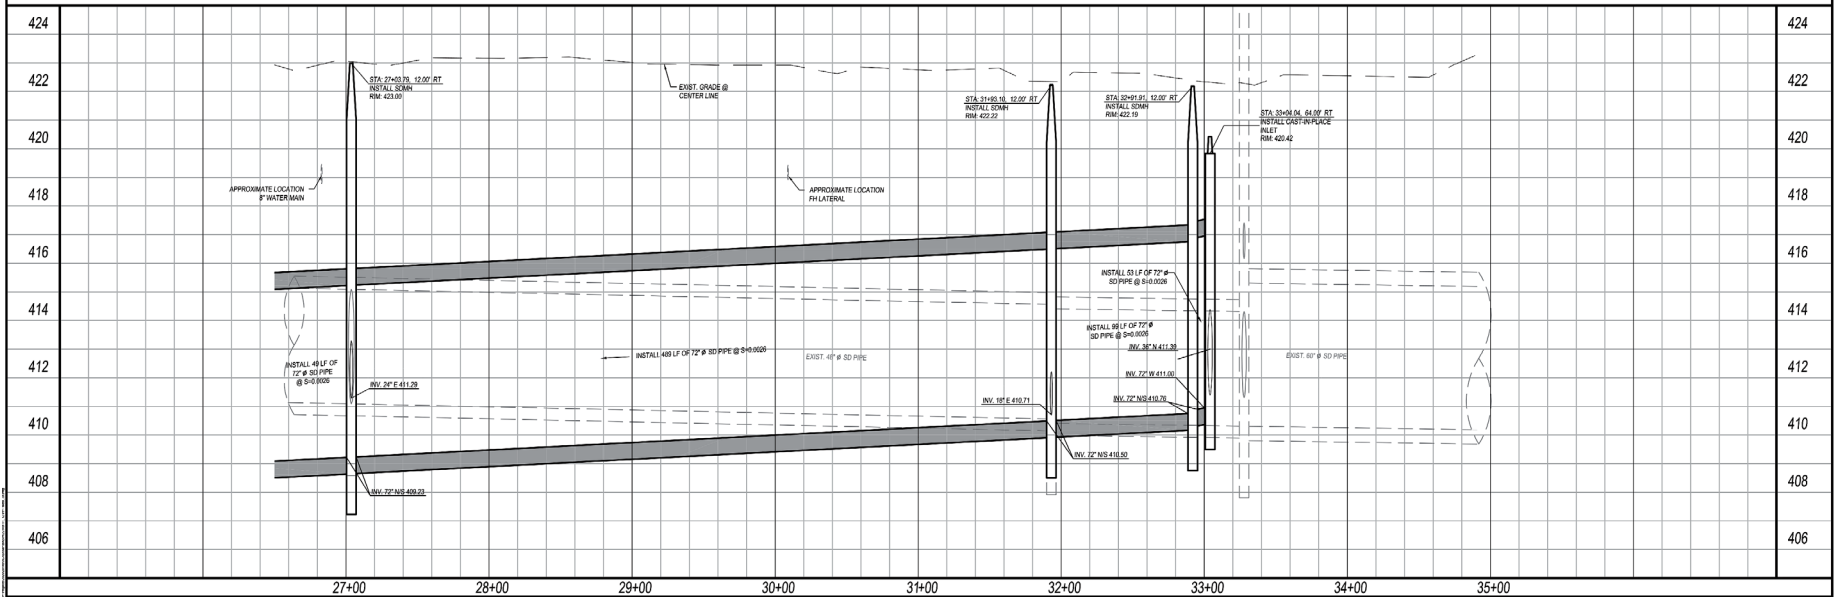 424
424
422
422
420
420
418
418
416
416
414
414
412
412
410
410
408
408
406
406
STA: 27+03.79, 12.00' RT
INSTALL SDMH
RIM: 423.00
EXIST. GRADE @
CENTER LINE
STA: 31+93.10, 12.00' RT
INSTALL SDMH
RIM: 422.22
STA: 32+91.91, 12.00' RT
INSTALL SDMH
RIM: 422.19
STA: 33+04.04, 64.00' RT
INSTALL CAST-IN-PLACE
INLET
RIM: 420.42
APPROXIMATE LOCATION
8" WATER MAIN
APPROXIMATE LOCATION
FH LATERAL
INSTALL 53 LF OF 72" Ø
SD PIPE @ S=0.0026
INSTALL 99 LF OF 72" Ø
SD PIPE @ S=0.0026
INV. 36" N 411.39
INSTALL 49 LF OF
72" Ø SD PIPE
@ S=0.0026
INSTALL 489 LF OF 72" Ø SD PIPE @ S=0.0026
EXIST. 48" Ø SD PIPE
EXIST. 60" Ø SD PIPE
INV. 24" E 411.29
INV. 72" W 411.00
INV. 18" E 410.71
INV. 72" N/S 410.76
INV. 72" N/S 410.50
INV. 72" N/S 409.23
27+00
28+00
29+00
30+00
31+00
32+00
33+00
34+00
35+00